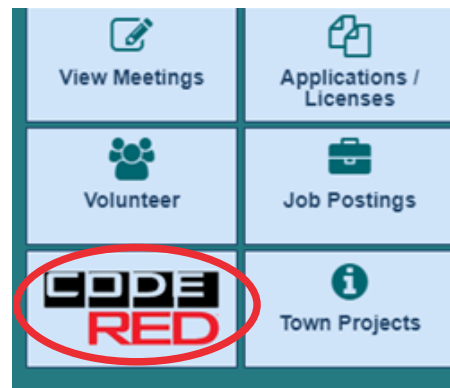 View Meetings
Applications /
Licenses
Volunteer
Job Postings
CODE
RED
Town Projects